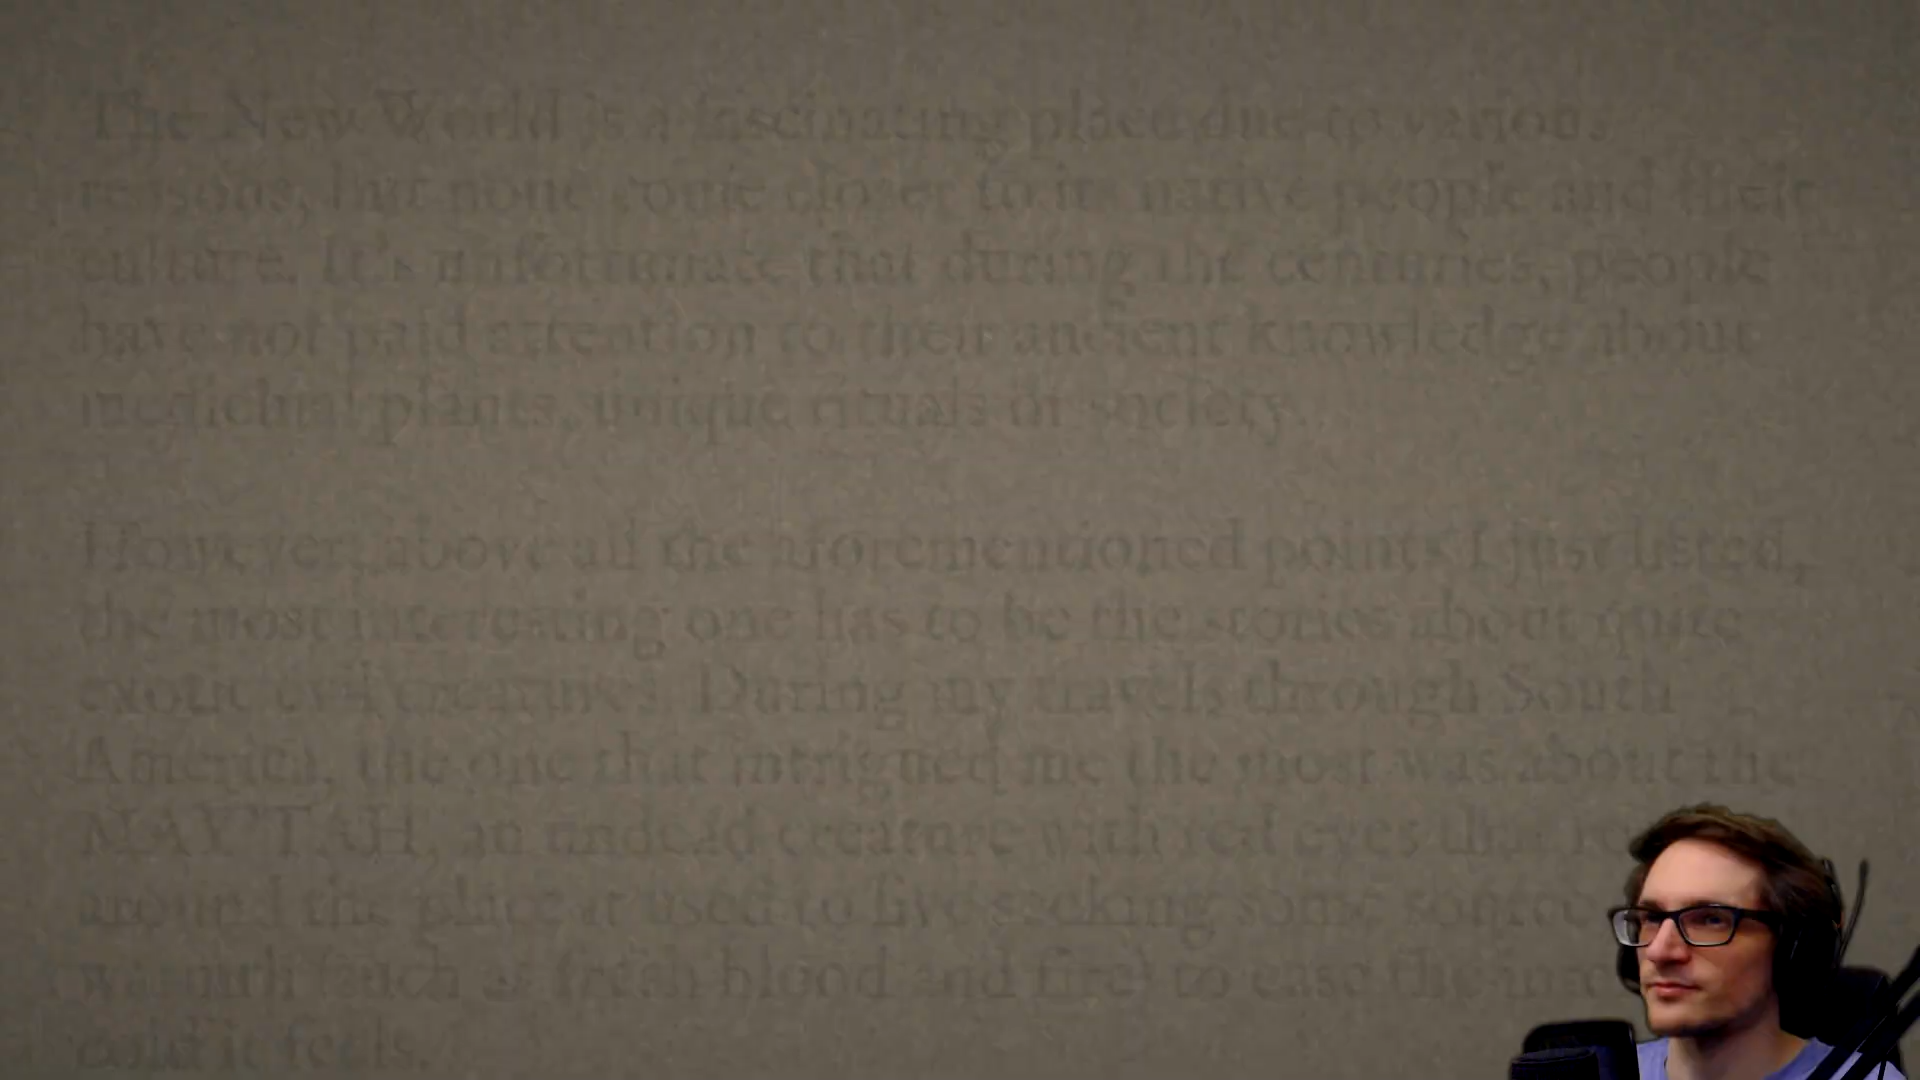 The New World is a fascinating place due to various
reasons, but none come closer to its native people and their
culture. It's unfortunate that during the centuries, people
have not paid attention to their ancient knowledge about
medicinal plants, unique rituals or society.
However, above all the aforementioned points I just listed,
the most interesting one has to be the stories about quite
exotic evil creatures. During my travels through South
America, the one that intrigued me the most was about the
MAY'TAH, an undead creature with red eyes that
around the place it used to live seeking some source
warmth (such as fresh blood and fire) to ease the
cold it feels.